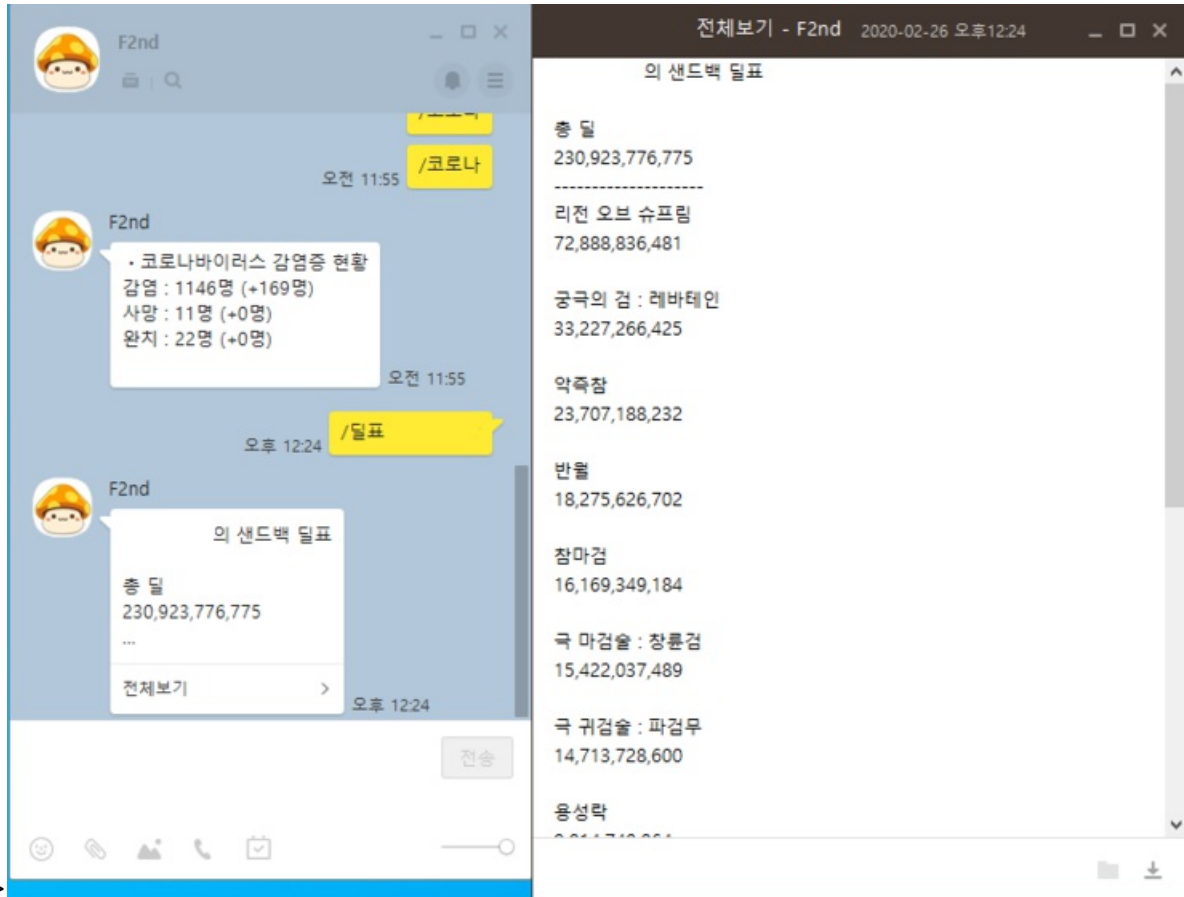 F2nd
/코로나
오전 11:55
F2nd
・코로나바이러스 감염증 현황
감염 : 1146명 (+169명)
사망 : 11명 (+0명)
완치 : 22명 (+0명)
오전 11:55
/딜표
오후 12:24
F2nd
의 샌드백 딜표
총 딜
230,923,776,775
...
전체보기
오후 12:24
전송
전체보기 - F2nd 2020-02-26 오후12:24
의 샌드백 딜표
총 딜
230,923,776,775
--------------------
리전 오브 슈프림
72,888,836,481
궁극의 검 : 레바테인
33,227,266,425
악즉참
23,707,188,232
반월
18,275,626,702
참마검
16,169,349,184
극 마검술 : 창륜검
15,422,037,489
극 귀검술 : 파검무
14,713,728,600
용성락